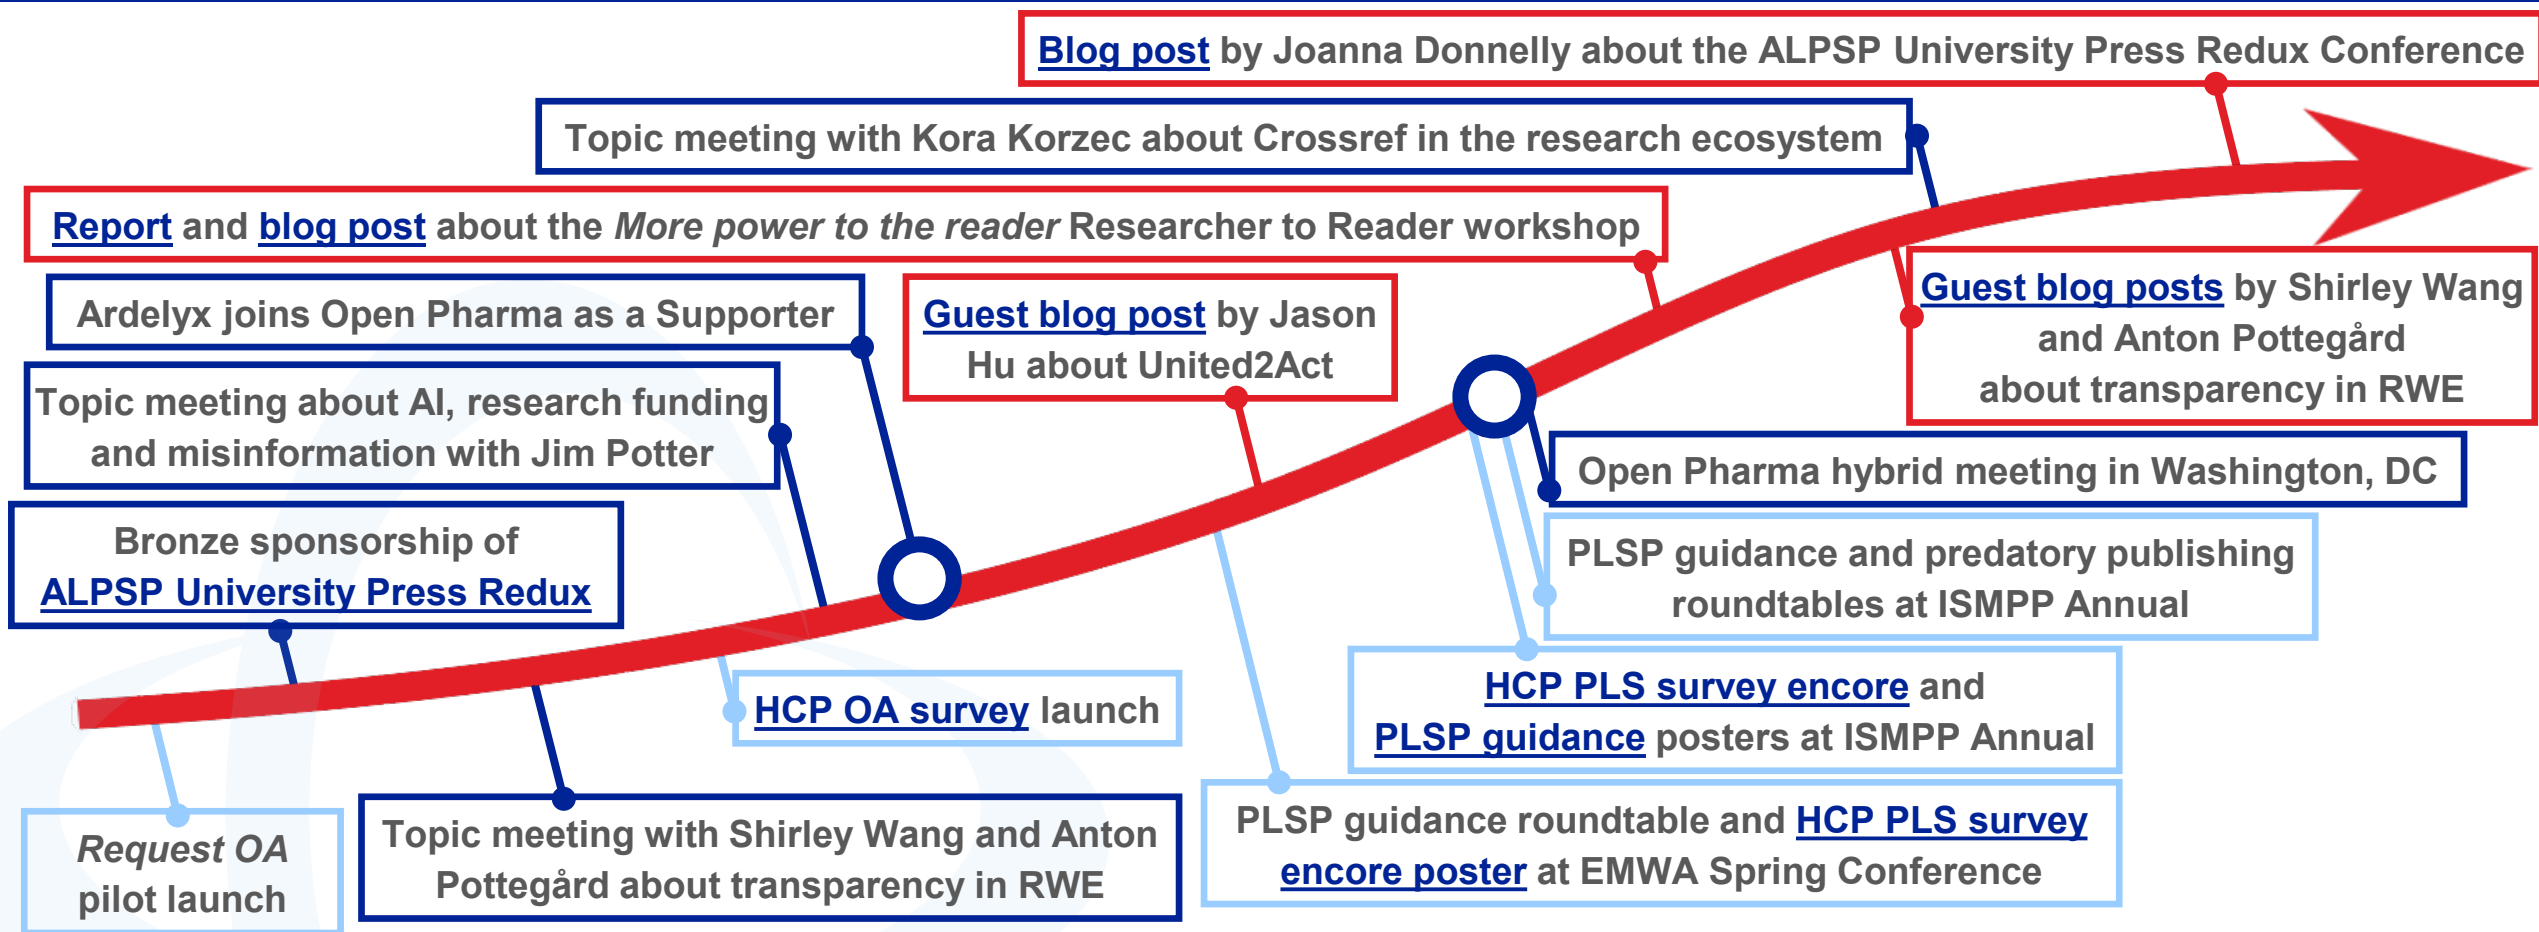 Blog post by Joanna Donnelly about the ALPSP University Press Redux Conference
Topic meeting with Kora Korzec about Crossref in the research ecosystem
Report and blog post about the More power to the reader Researcher to Reader workshop
Ardelyx joins Open Pharma as a Supporter
Guest blog post by Jason
Hu about United2Act
Guest blog posts by Shirley Wang
and Anton Pottegård
about transparency in RWE
Topic meeting about AI, research funding
and misinformation with Jim Potter
Open Pharma hybrid meeting in Washington, DC
Bronze sponsorship of
ALPSP University Press Redux
PLSP guidance and predatory publishing
roundtables at ISMPP Annual
HCP OA survey launch
HCP PLS survey encore and
PLSP guidance posters at ISMPP Annual
Request OA
pilot launch
Topic meeting with Shirley Wang and Anton
Pottegård about transparency in RWE
PLSP guidance roundtable and HCP PLS survey
encore poster at EMWA Spring Conference